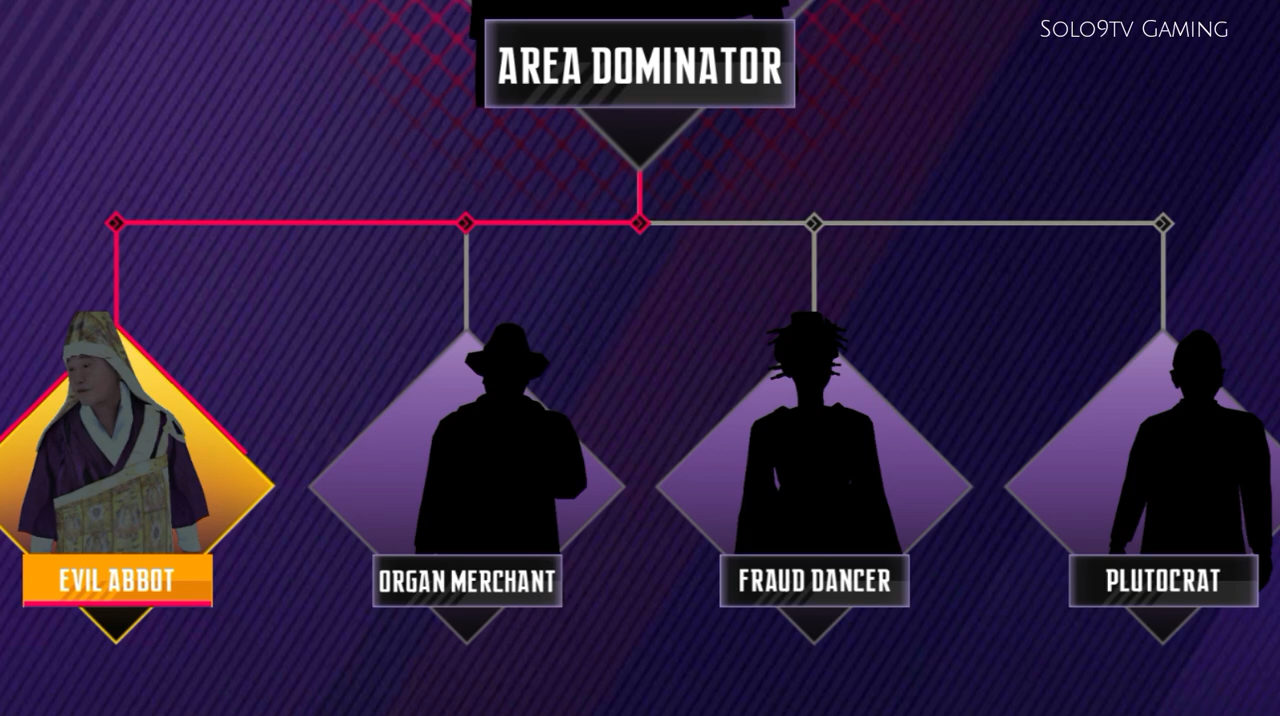 Solo9tv Gaming
AREA DOMINATOR
EVIL ABBOT
ORGAN MERCHANT
FRAUD DANCER
PLUTOCRAT